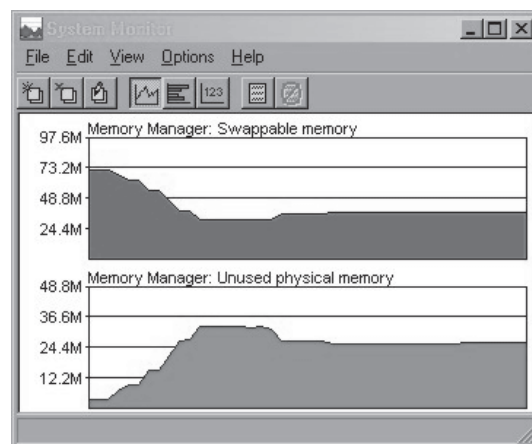 System Monitor
File Edit View Options Help
123
Memory Manager: Swappable memory
97.6M
73.2M
48.8M
24.4M
Memory Manager: Unused physical memory
48.8M
36.6M
24.4M
12.2M